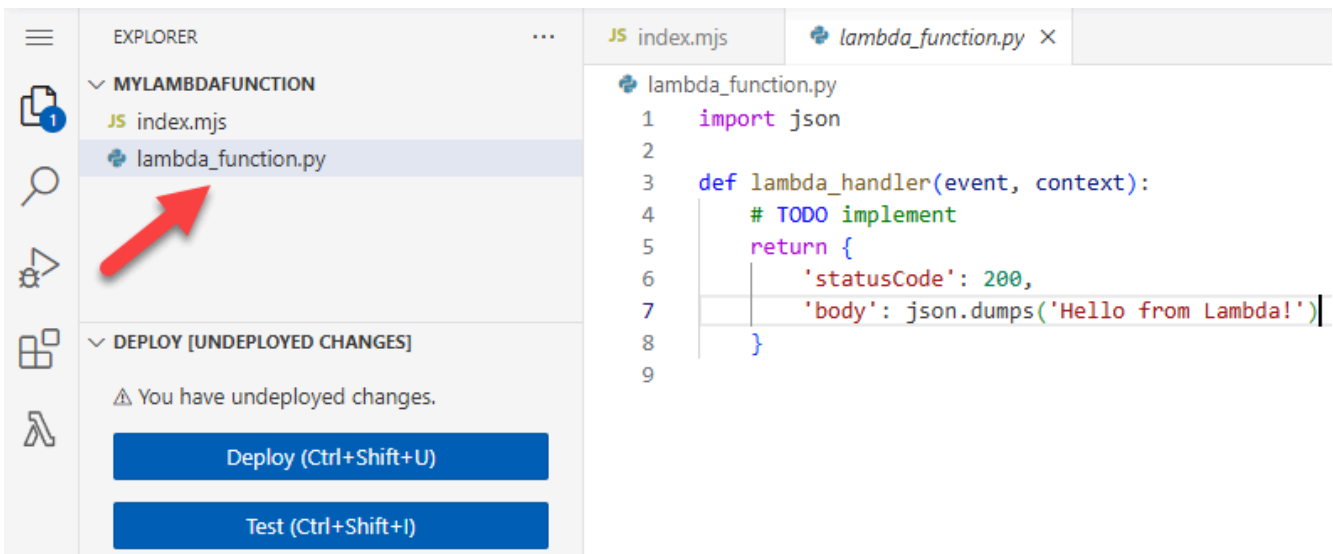 EXPLORER ...
MYLAMBDAFUNCTION
JS index.mjs
lambda_function.py
DEPLOY [UNDEPLOYED CHANGES]
⚠ You have undeployed changes.
Deploy (Ctrl+Shift+U)
Test (Ctrl+Shift+I)
1
JS index.mjs
lambda_function.py ×
lambda_function.py
1 import json
2
3 def lambda_handler(event, context):
4     # TODO implement
5     return {
6         'statusCode': 200,
7         'body': json.dumps('Hello from Lambda!')
8     }
9